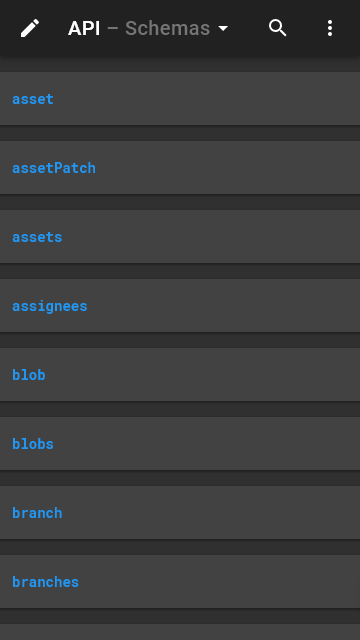 API – Schemas
asset
assetPatch
assets
assignees
blob
blobs
branch
branches